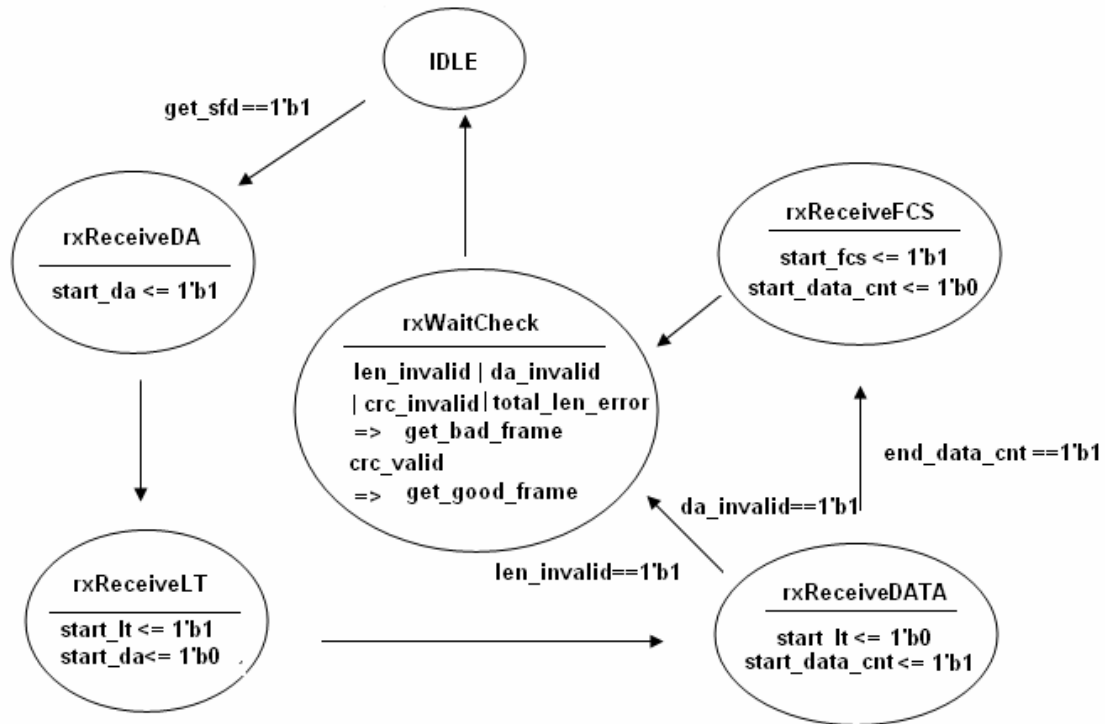 IDLE
get_sfd==1'b1
rxReceiveDA
start_da <= 1'b1
rxReceiveFCS
start_fcs <= 1'b1
start_data_cnt <= 1'b0
rxWaitCheck
len_invalid | da_invalid
| crc_invalid | total_len_error
=> get_bad_frame
crc_valid
=> get_good_frame
end_data_cnt ==1'b1
da_invalid==1'b1
len_invalid==1'b1
rxReceiveLT
start_lt <= 1'b1
start_da<= 1'b0
rxReceiveDATA
start_lt <= 1'b0
start_data_cnt<= 1'b1